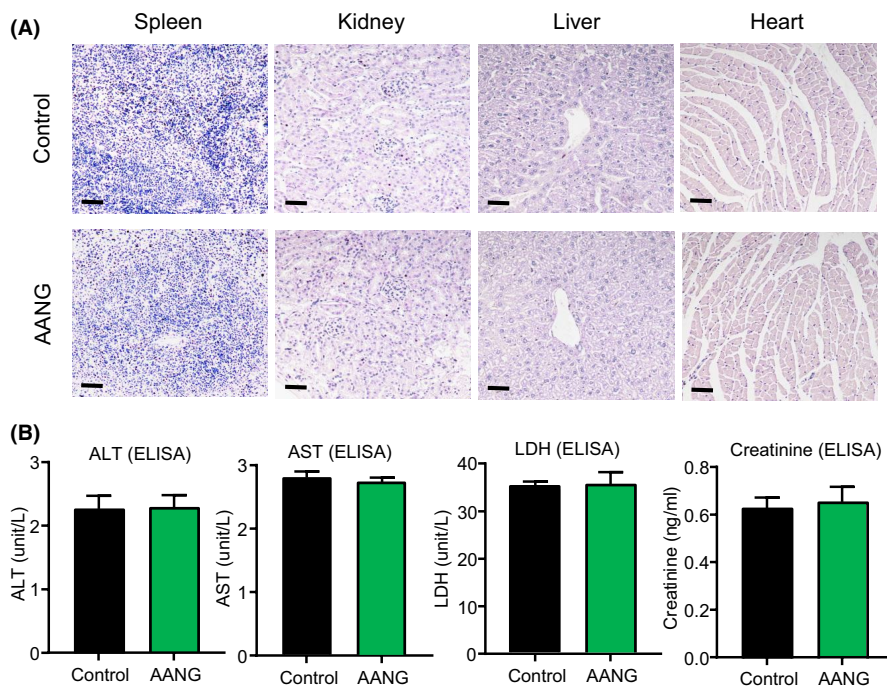 (A)
Spleen Kidney Liver Heart
Control
AANG
(B)
ALT (ELISA)
ALT (unit/L)
3
2
1
0
Control AANG
AST (ELISA)
AST (unit/L)
3
2
1
0
Control AANG
LDH (ELISA)
LDH (unit/L)
40
30
20
10
0
Control AANG
Creatinine (ELISA)
Creatinine (ng/ml)
0.8
0.6
0.4
0.2
0.0
Control AANG